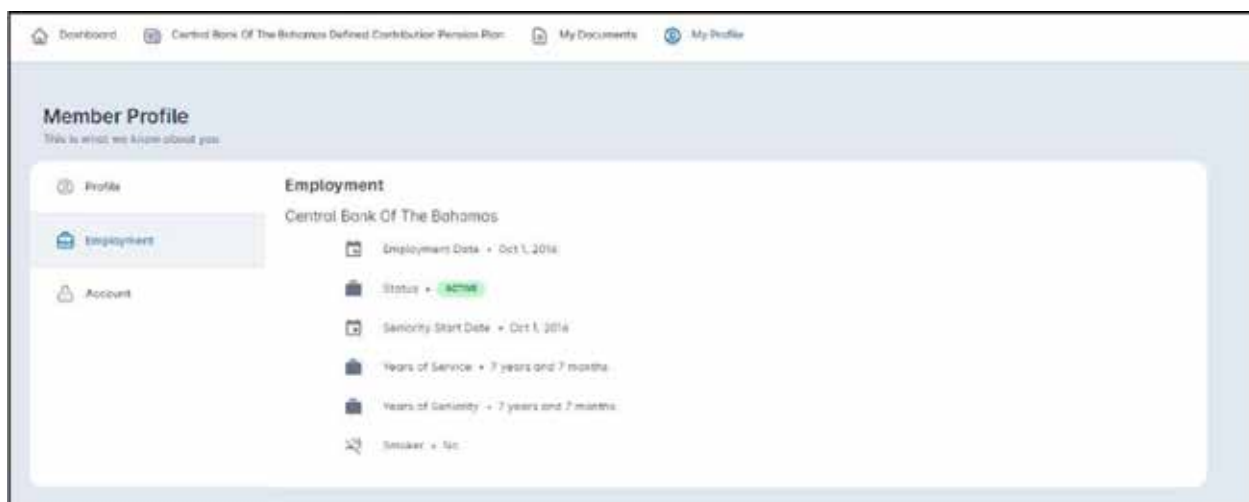 Dashboard Central Bank Of The Bahamas Defined Contribution Pension Plan My Documents My Profile
Member Profile
This is what we know about you
Profile
Employment
Account
Employment
Central Bank Of The Bahamas
Employment Date • Oct 1, 2016
Status • ACTIVE
Seniority Start Date • Oct 1, 2016
Years of Service • 7 years and 7 months
Years of Seniority • 7 years and 7 months
Smoker • No